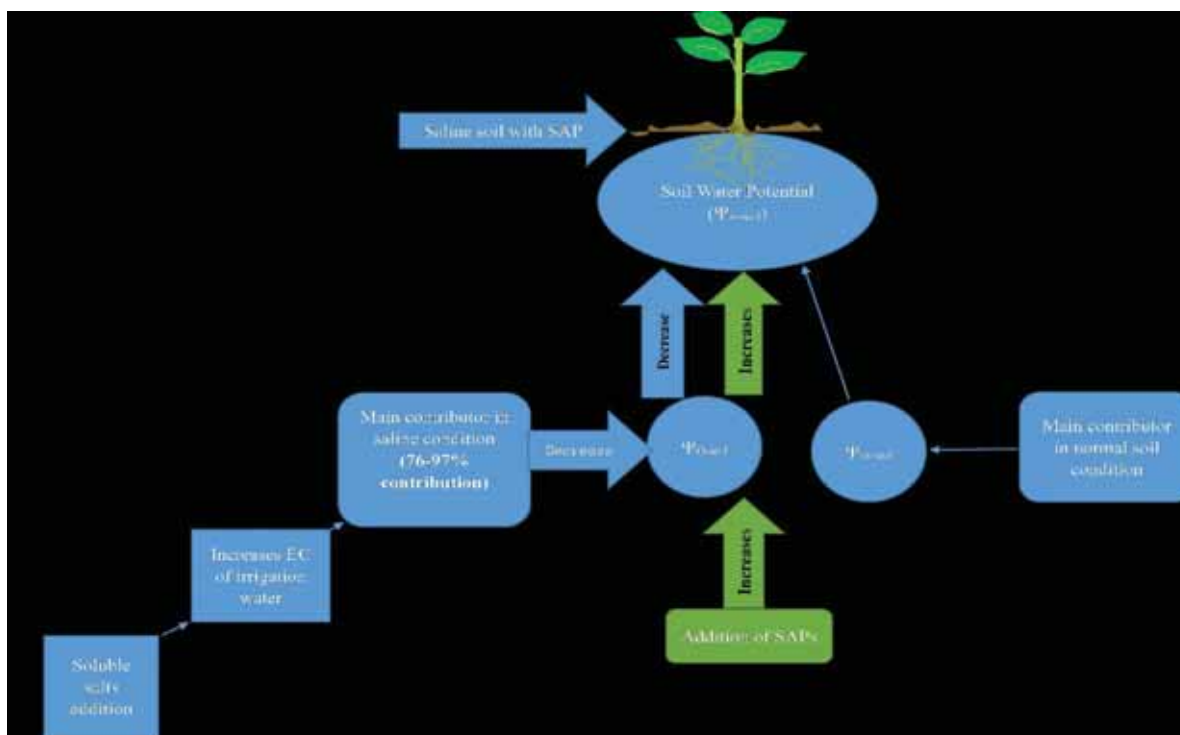 Saline soil with SAP
Soil Water Potential
Decrease
Increases
Main contributor in
saline condition
(76-97%
contribution)
Decrease
Main contributor
in normal soil
condition
Increases EC
of irrigation
water
Increases
Addition of SAPs
Soluble
salts
addition